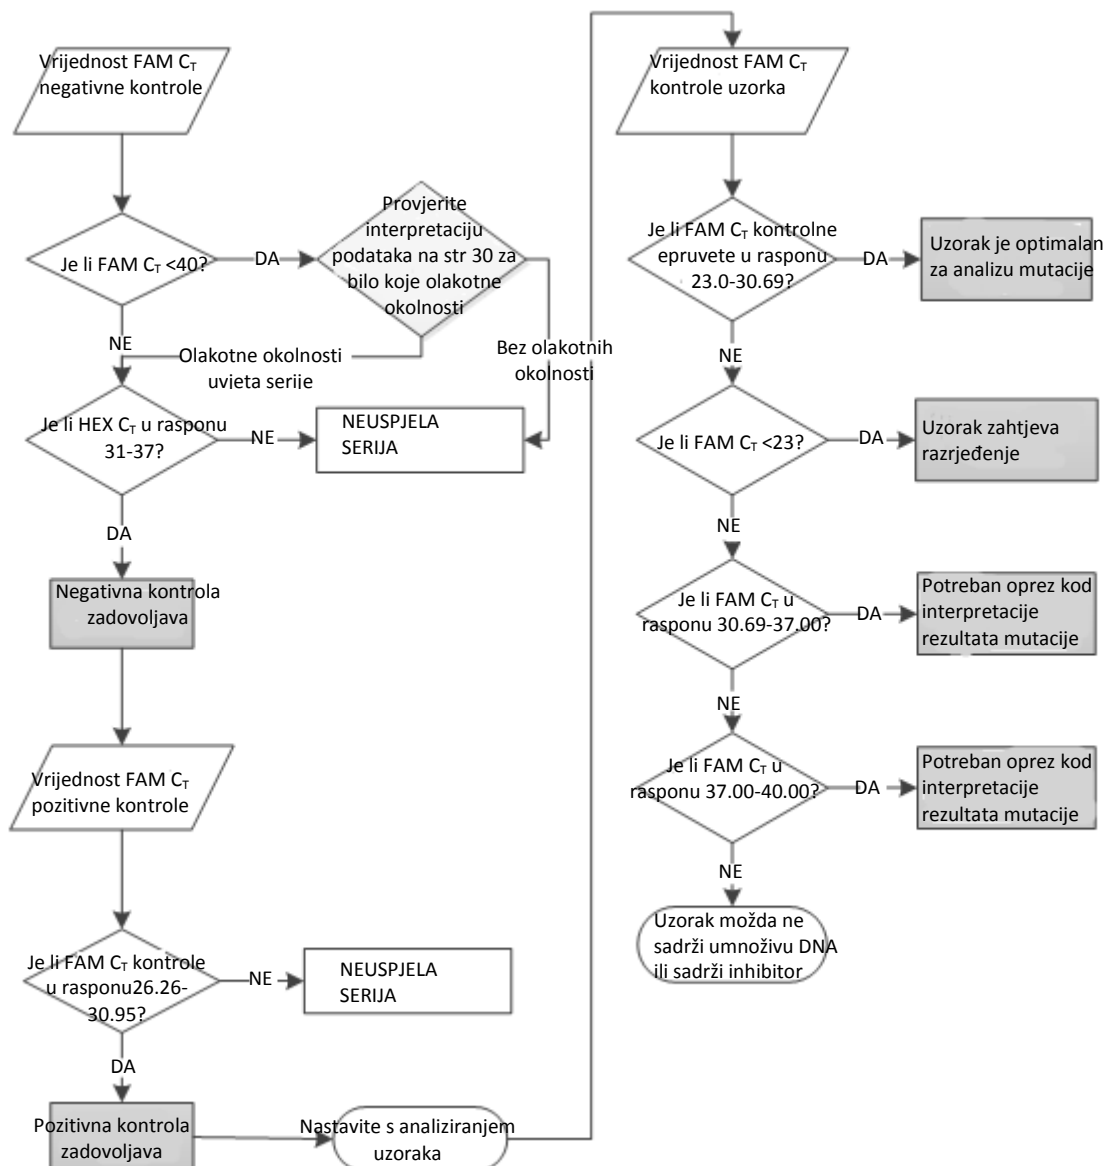 Vrijednost FAM CT
negativne kontrole
Je li FAM CT <40?
DA
Provjerite
interpretaciju
podataka na str 30 za
bilo koje olakotne
okolnosti
NE
Olakotne okolnosti
uvjeta serije
Bez olakotnih
okolnosti
Je li HEX CT u rasponu
31-37?
NE
NEUSPJELA
SERIJA
DA
Negativna kontrola
zadovoljava
Vrijednost FAM CT
pozitivne kontrole
Je li FAM CT kontrole
u rasponu26.26-
30.95?
NE
NEUSPJELA
SERIJA
DA
Pozitivna kontrola
zadovoljava
Nastavite s analiziranjem
uzoraka
Vrijednost FAM CT
kontrole uzorka
Je li FAM CT kontrolne
epruvete u rasponu
23.0-30.69?
DA
Uzorak je optimalan
za analizu mutacije
NE
Je li FAM CT <23?
DA
Uzorak zahtjeva
razrjeđenje
NE
Je li FAM CT u
rasponu 30.69-37.00?
DA
Potreban oprez kod
interpretacije
rezultata mutacije
NE
Je li FAM CT u
rasponu 37.00-40.00?
DA
Potreban oprez kod
interpretacije
rezultata mutacije
NE
Uzorak možda ne
sadrži umnoživu DNA
ili sadrži inhibitor